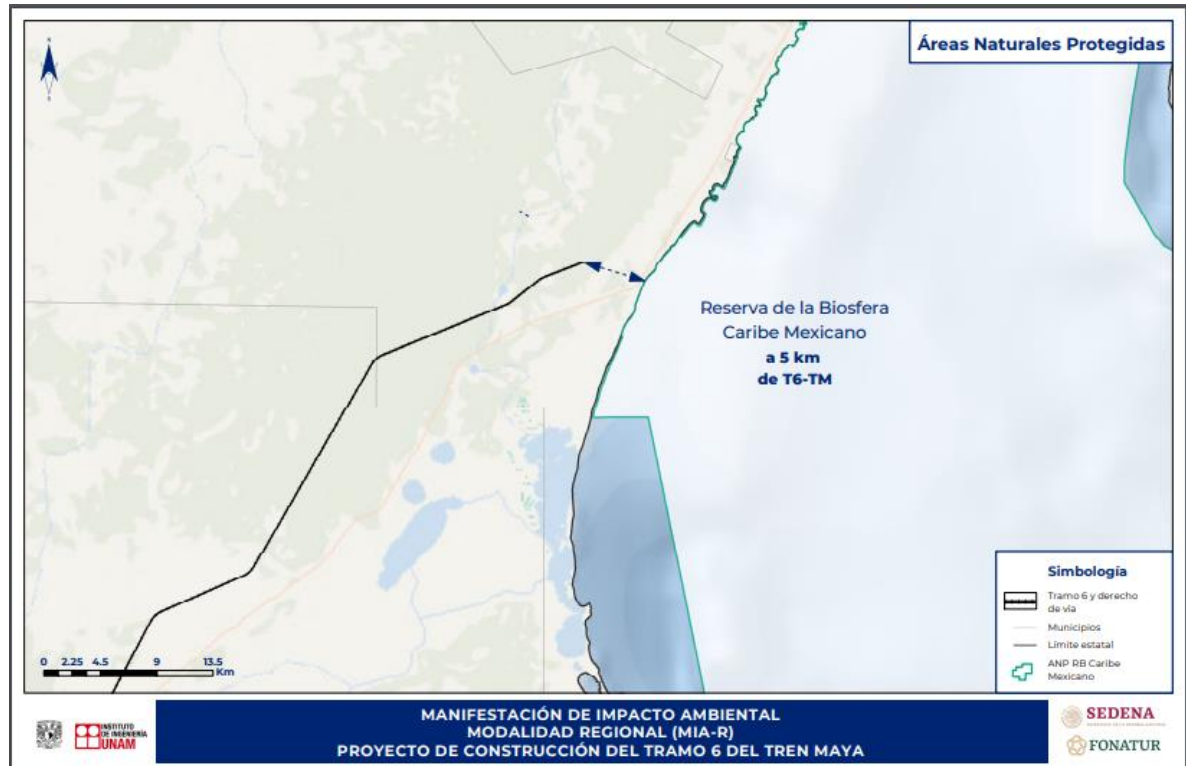 Áreas Naturales Protegidas
N
Reserva de la Biosfera
Caribe Mexicano
a 5 km
de T6-TM
Simbología
Tramo 6 y derecho
de vía
Municipios
Límite estatal
ANP RB Caribe
Mexicano
0 2.25 4.5 9 13.5
Km
INSTITUTO
DE INGENIERÍA
UNAM
MANIFESTACIÓN DE IMPACTO AMBIENTAL
MODALIDAD REGIONAL (MIA-R)
PROYECTO DE CONSTRUCCIÓN DEL TRAMO 6 DEL TREN MAYA
SEDENA
FONATUR